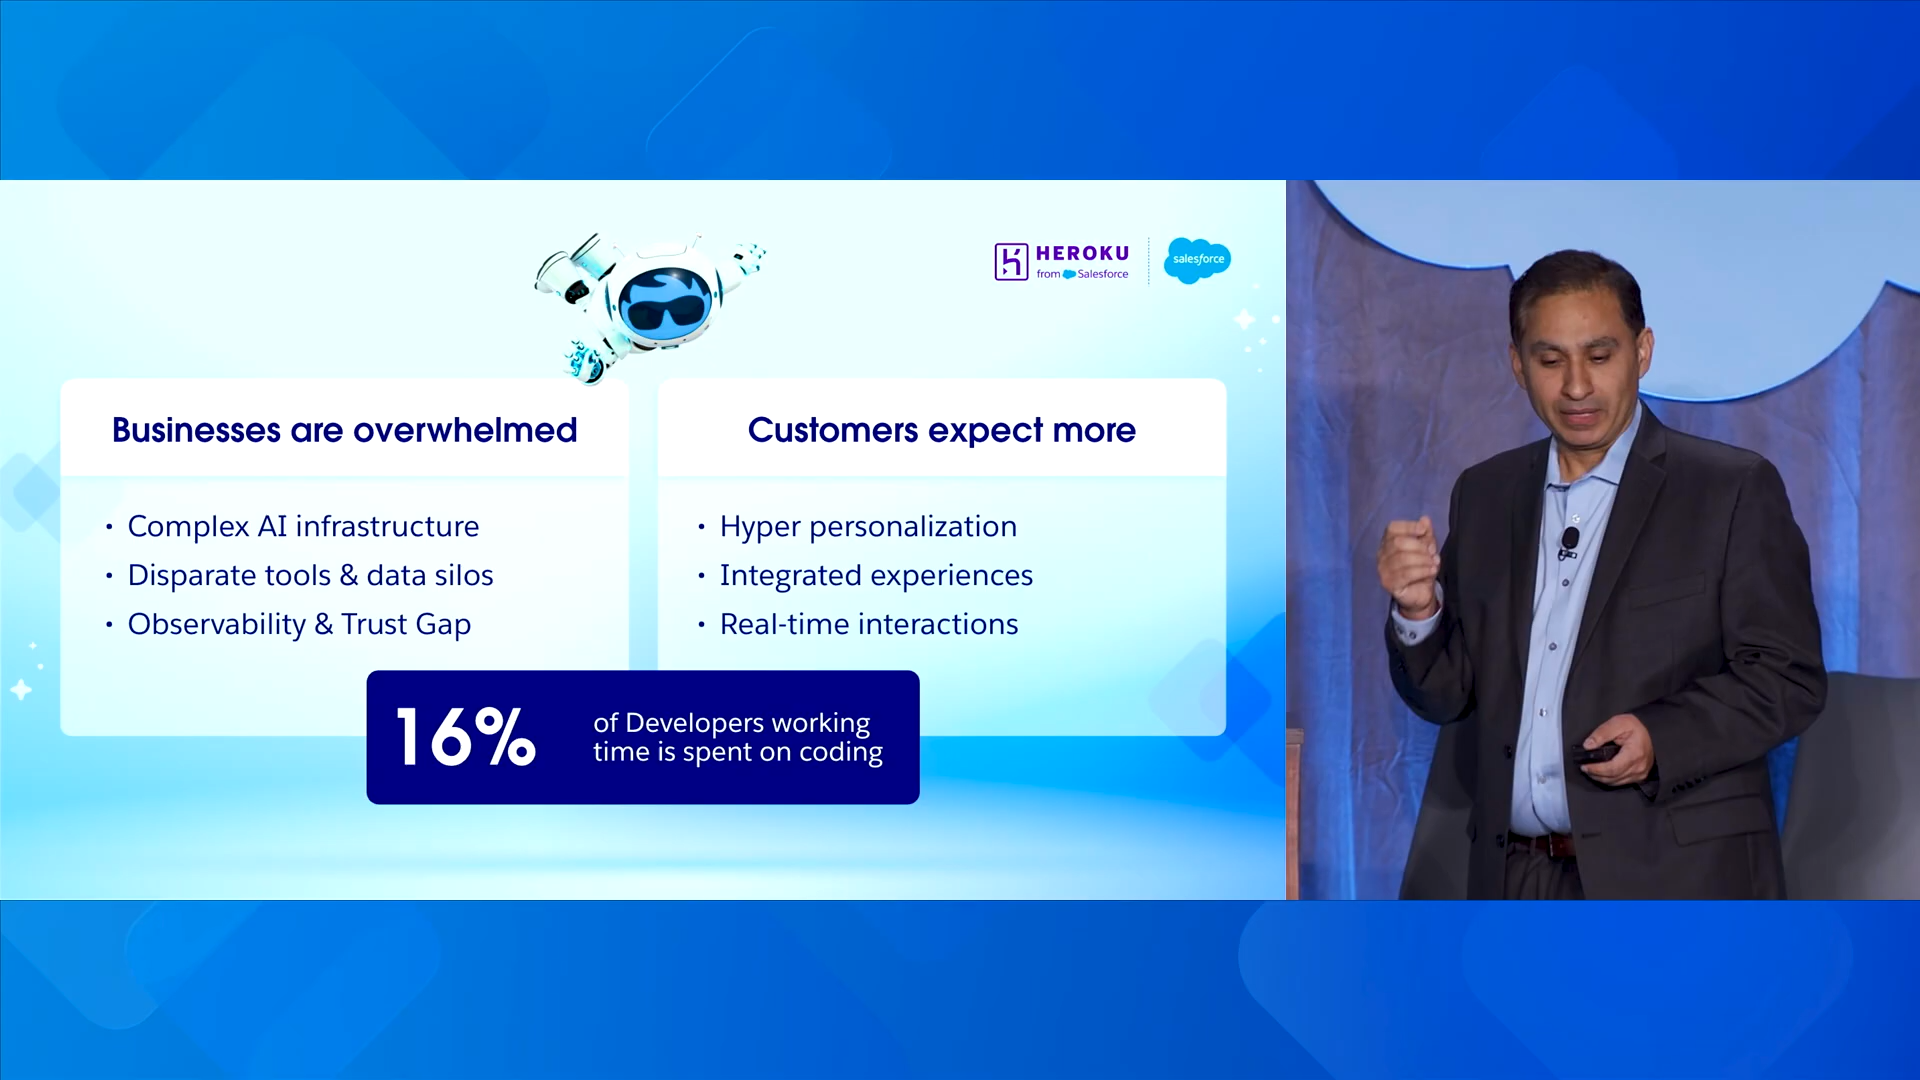 HEROKU
from Salesforce
salesforce
Businesses are overwhelmed
• Complex AI infrastructure
• Disparate tools & data silos
• Observability & Trust Gap
Customers expect more
• Hyper personalization
• Integrated experiences
• Real-time interactions
16%
of Developers working
time is spent on coding